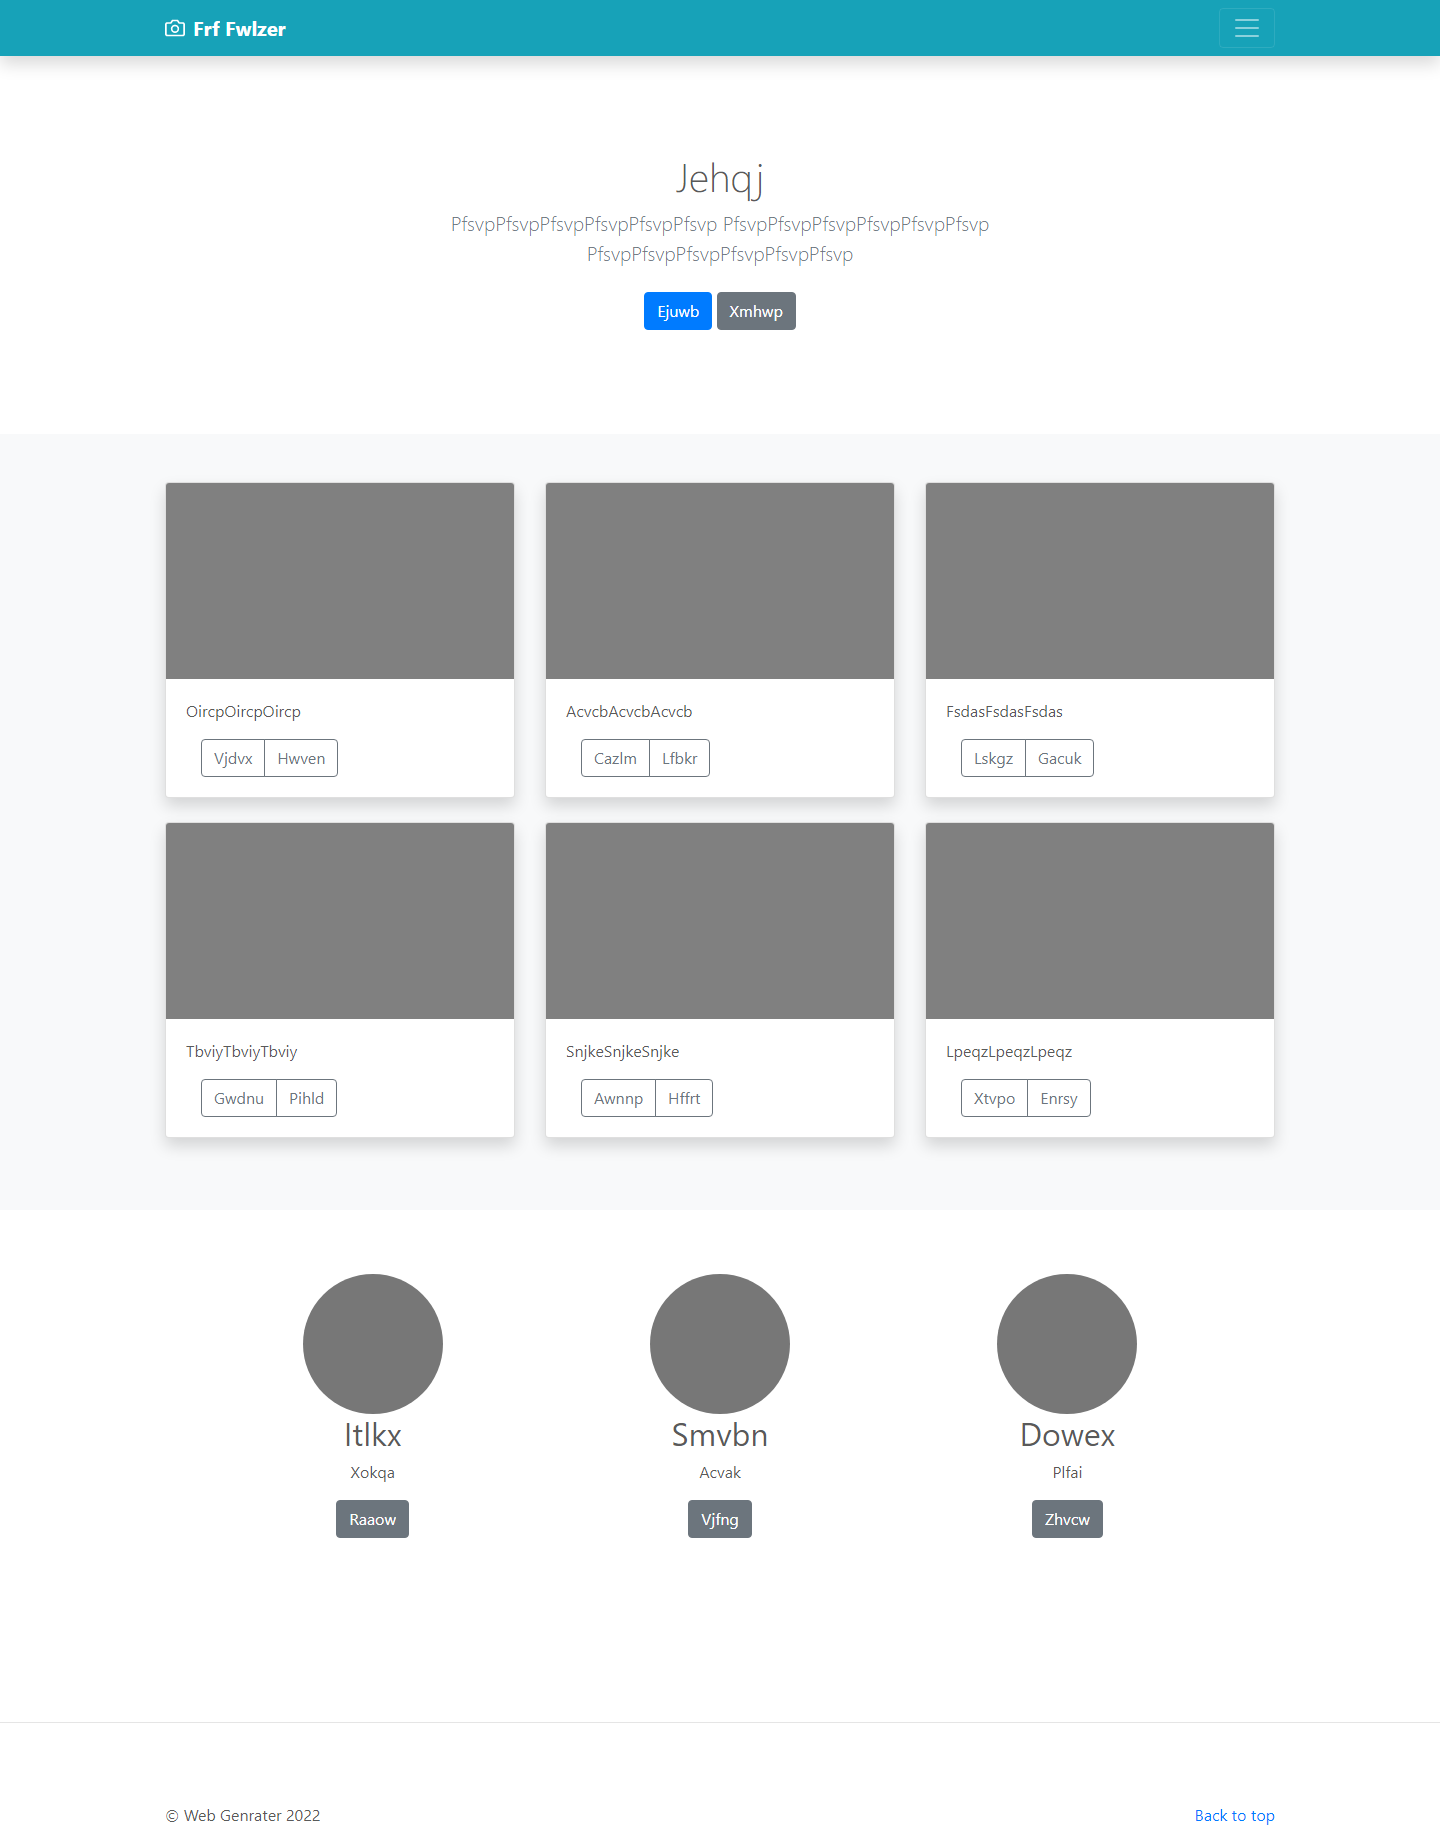 Frf Fwlzer
Jehqj
PfsvpPfsvpPfsvpPfsvpPfsvpPfsvp PfsvpPfsvpPfsvpPfsvpPfsvpPfsvp
PfsvpPfsvpPfsvpPfsvpPfsvpPfsvp
Ejuwb Xmhwp
OircpOircpOircp
Vjdvx Hwven
AcvcbAcvcbAcvcb
Cazlm Lfbkr
FsdasFsdasFsdas
Lskgz Gacuk
TbviyTbviyTbviy
Gwdnu Pihld
SnjkeSnjkeSnjke
Awnnp Hffrt
LpeqzLpeqzLpeqz
Xtvpo Enrsy
Itlkx
Xokqa
Raaow
Smvbn
Acvak
Vjfng
Dowex
Plfai
Zhvcw
© Web Genrater 2022
Back to top